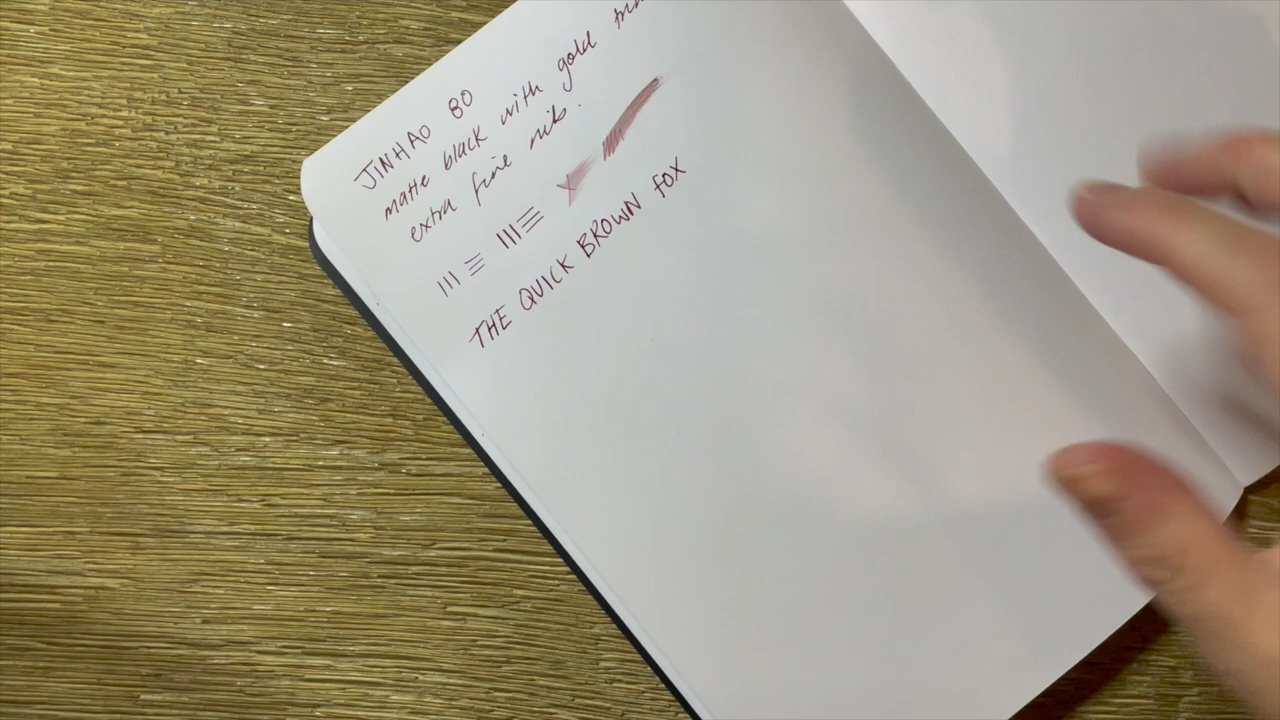 JINHAO 80
matte black with gold
extra fine nib.
THE QUICK BROWN FOX